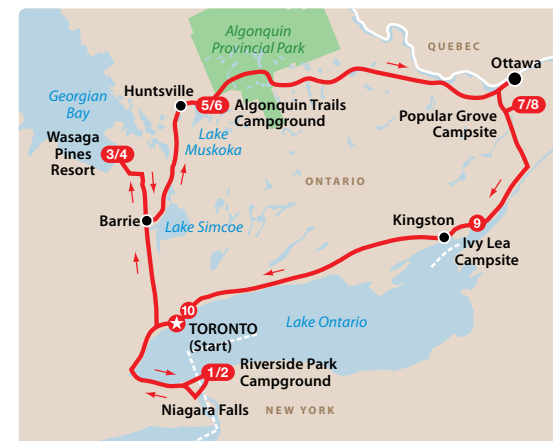 Algonquin
Provincial Park
QUEBEC
Ottawa
Georgian
Bay
Huntsville
5/6
Algonquin Trails
Campground
7/8
Popular Grove
Campsite
Lake
Muskoka
Wasaga
Pines
Resort
3/4
ONTARIO
Barrie
Lake Simcoe
Kingston
9
Ivy Lea
Campsite
10
TORONTO
(Start)
Lake Ontario
1/2
Riverside Park
Campground
Niagara Falls
NEW YORK